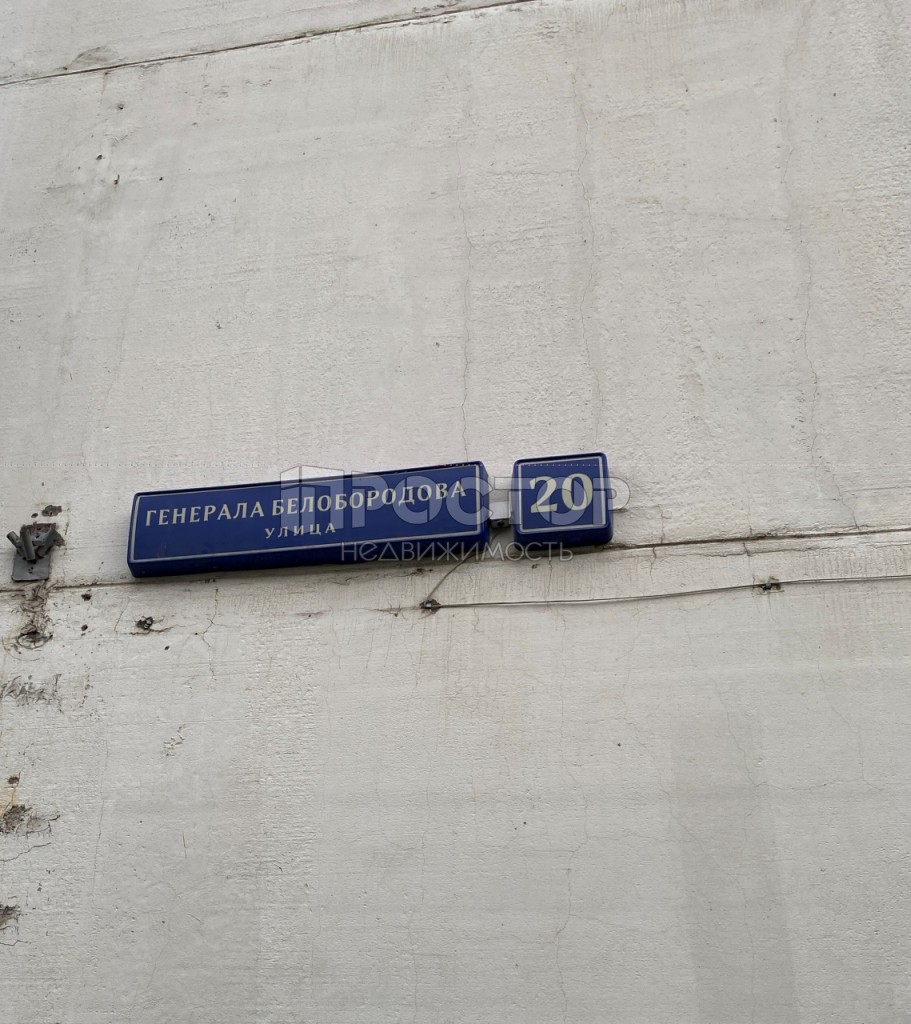 ГЕНЕРАЛА БЕЛОБОРОДОВА
УЛИЦА
20
ПРОСТОР
НЕДВИЖИМОСТЬ